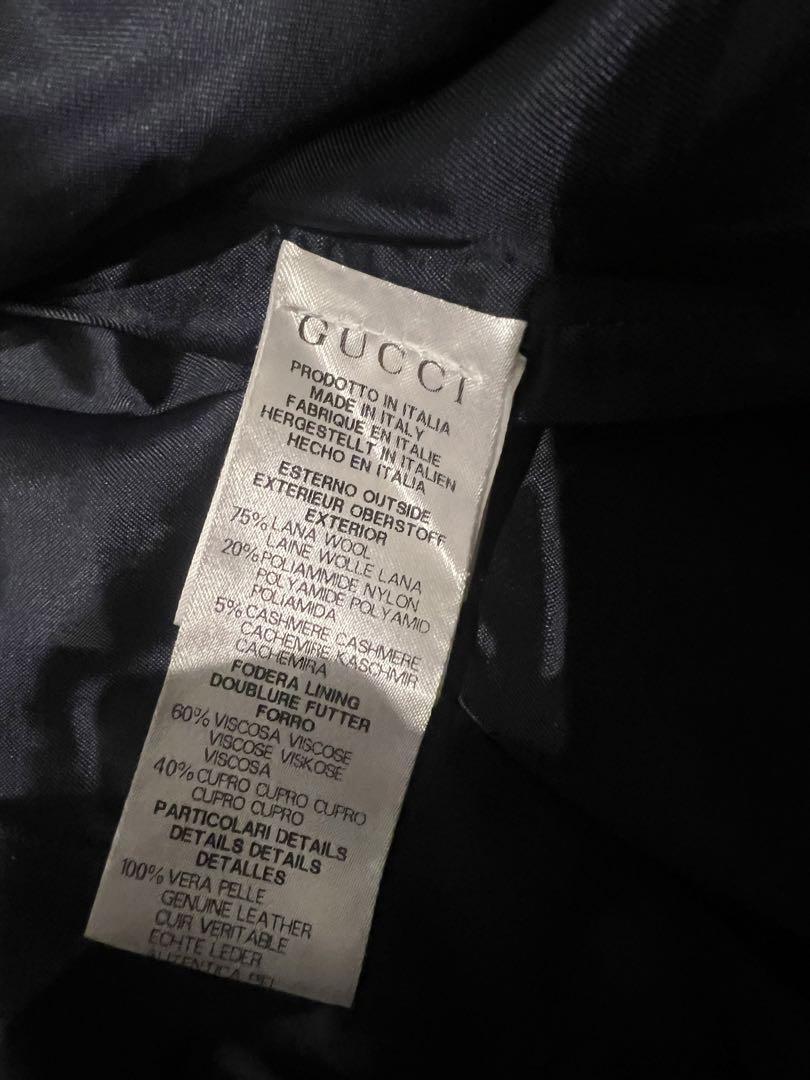 GUCCI
PRODOTTO IN ITALIA
MADE IN ITALY
FABRIQUE EN ITALIE
HERGESTELLT IN ITALIEN
HECHO EN ITALIA
ESTERNO OUTSIDE
EXTERIEUR OBERSTOFF
EXTERIOR
75% LANA WOOL
LAINE WOLLE LANA
20% POLIAMMIDE NYLON
POLYAMIDE POLYAMID
POLIAMIDA
5% CASHMERE CASHMERE
CACHEMIRE KASCHMIR
CACHEMIRA
FODERA LINING
DOUBLURE FUTTER
FORRO
60% VISCOSA VISCOSE
VISCOSE VISKOSE
VISCOSA
40% CUPRO CUPRO CUPRO
CUPRO CUPRO
PARTICOLARI DETAILS
DETAILS DETAILS
DETALLES
100% VERA PELLE
GENUINE LEATHER
CUIR VERITABLE
ECHTE LEDER
AUTENTICA